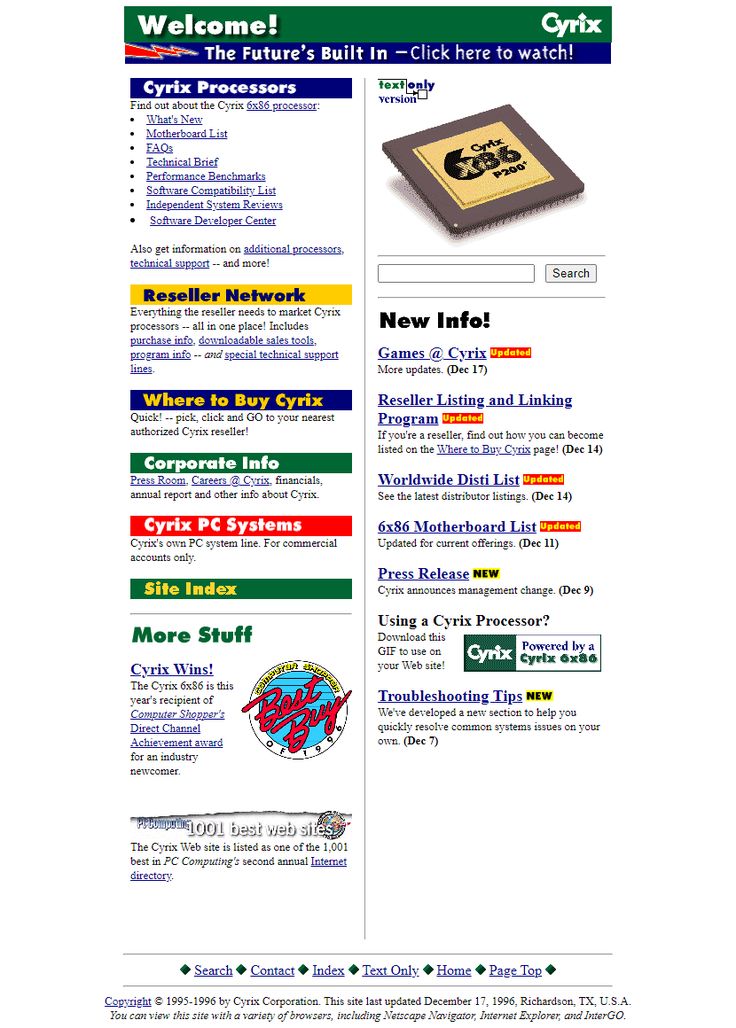 Welcome!
Cyrix
The Future's Built In – Click here to watch!
Cyrix Processors
Find out about the Cyrix 6x86 processor:
• What's New
• Motherboard List
• FAQs
• Technical Brief
• Performance Benchmarks
• Software Compatibility List
• Independent System Reviews
• Software Developer Center
Also get information on additional processors,
technical support -- and more!
Reseller Network
Everything the reseller needs to market Cyrix
processors -- all in one place! Includes
purchase info, downloadable sales tools,
program info -- and special technical support
lines.
Where to Buy Cyrix
Quick! -- pick, click and GO to your nearest
authorized Cyrix reseller!
Corporate Info
Press Room, Careers @ Cyrix, financials,
annual report and other info about Cyrix.
Cyrix PC Systems
Cyrix's own PC system line. For commercial
accounts only.
Site Index
More Stuff
Cyrix Wins!
The Cyrix 6x86 is this
year's recipient of
Computer Shopper's
Direct Channel
Achievement award
for an industry
newcomer.
COMPUTER SHOPPER
Best Buy
OF 1996
PC Computing
1001 best web sites
The Cyrix Web site is listed as one of the 1,001
best in PC Computing's second annual Internet
directory.
text only
version
Cyrix
6x86
P200+
Search
New Info!
Games @ Cyrix Updated
More updates. (Dec 17)
Reseller Listing and Linking
Program Updated
If you're a reseller, find out how you can become
listed on the Where to Buy Cyrix page! (Dec 14)
Worldwide Disti List Updated
See the latest distributor listings. (Dec 14)
6x86 Motherboard List Updated
Updated for current offerings. (Dec 11)
Press Release NEW
Cyrix announces management change. (Dec 9)
Using a Cyrix Processor?
Download this
GIF to use on
your Web site!
Cyrix
Powered by a
Cyrix 6x86
Troubleshooting Tips NEW
We've developed a new section to help you
quickly resolve common systems issues on your
own. (Dec 7)
Search Contact Index Text Only Home Page Top
Copyright © 1995-1996 by Cyrix Corporation. This site last updated December 17, 1996, Richardson, TX, U.S.A.
You can view this site with a variety of browsers, including Netscape Navigator, Internet Explorer, and InterGO.